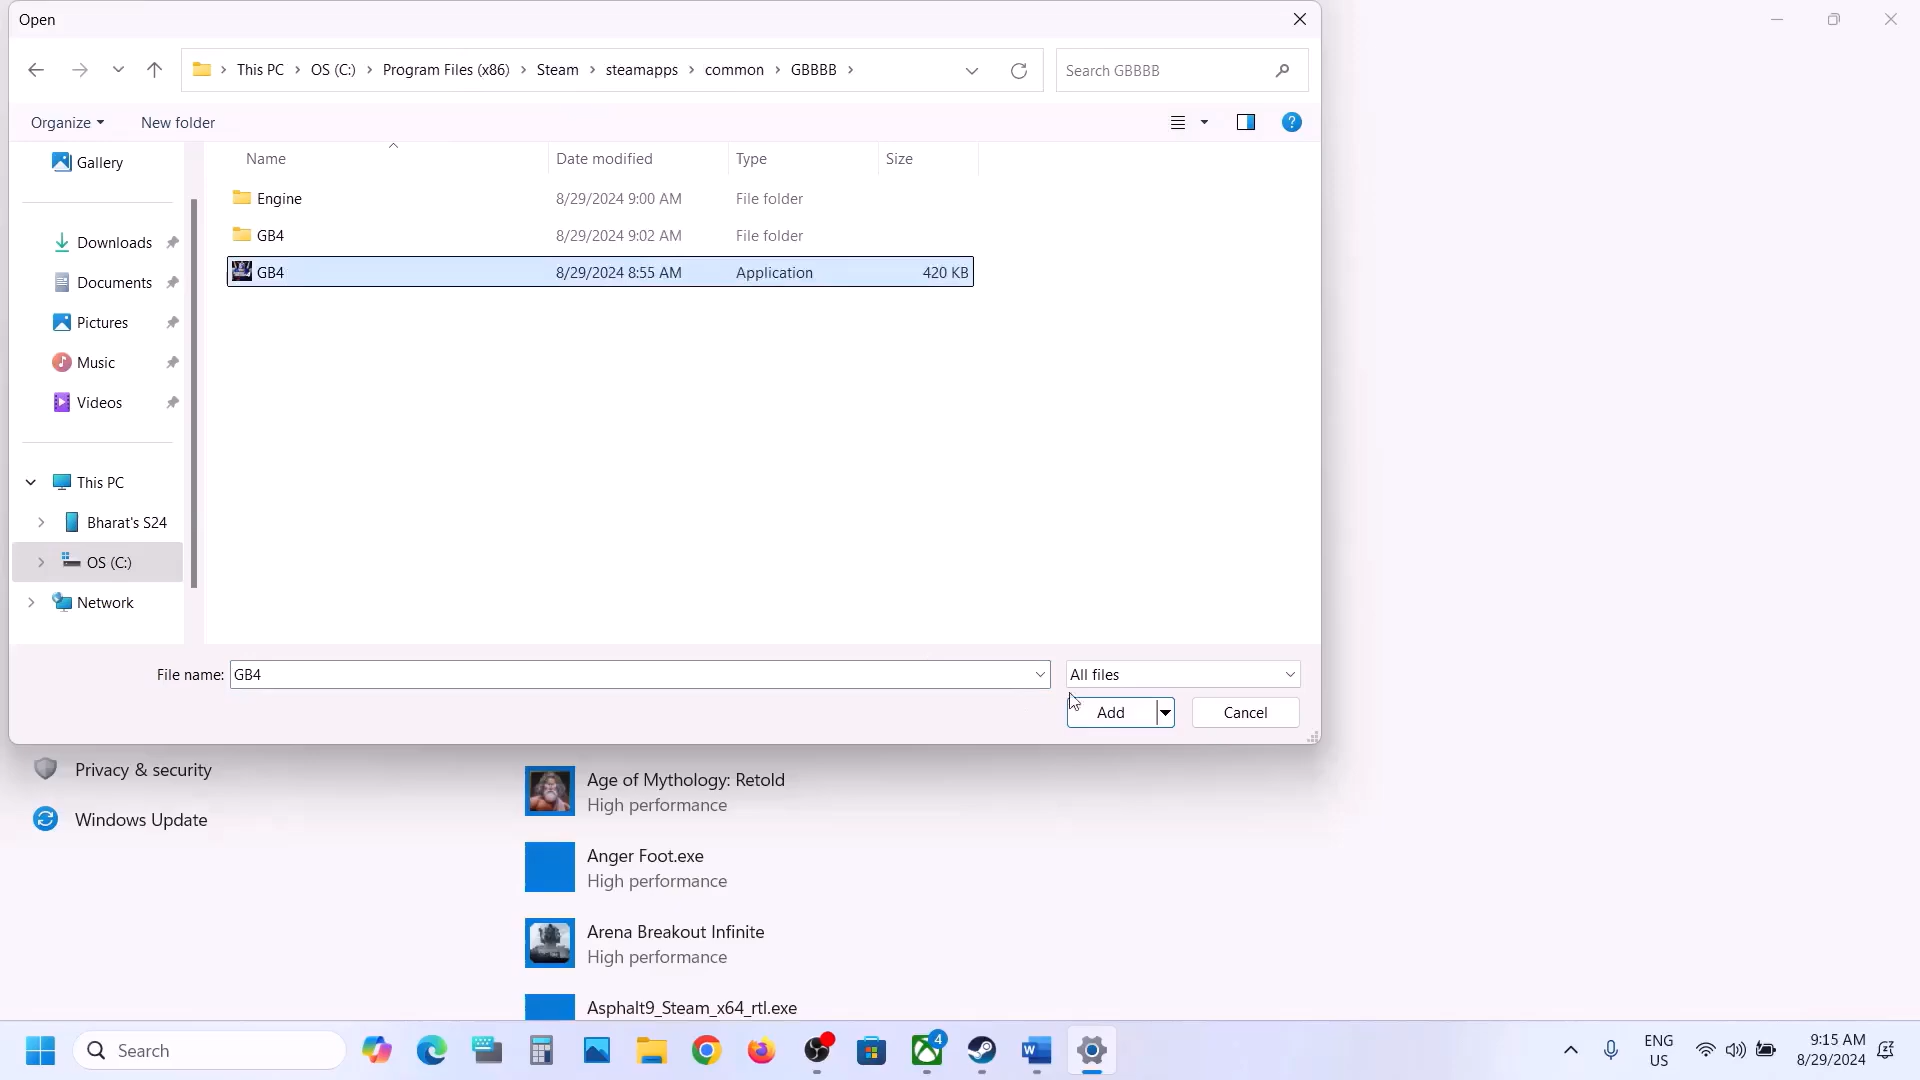 Open
This PC > OS (C:) > Program Files (x86) > Steam > steamapps > common > GBBBB >
Search GBBBB
Organize
New folder
?
Gallery
Downloads
Documents
Pictures
Music
Videos
This PC
Bharat's S24
OS (C:)
Network
Name Date modified Type Size
Engine 8/29/2024 9:00 AM File folder
GB4 8/29/2024 9:02 AM File folder
GB4 8/29/2024 8:55 AM Application 420 KB
File name: GB4
All files
Add
Cancel
Privacy & security
Windows Update
Age of Mythology: Retold
High performance
Anger Foot.exe
High performance
Arena Breakout Infinite
High performance
Asphalt9_Steam_x64_rtl.exe
Search
4
ENG
US
9:15 AM
8/29/2024